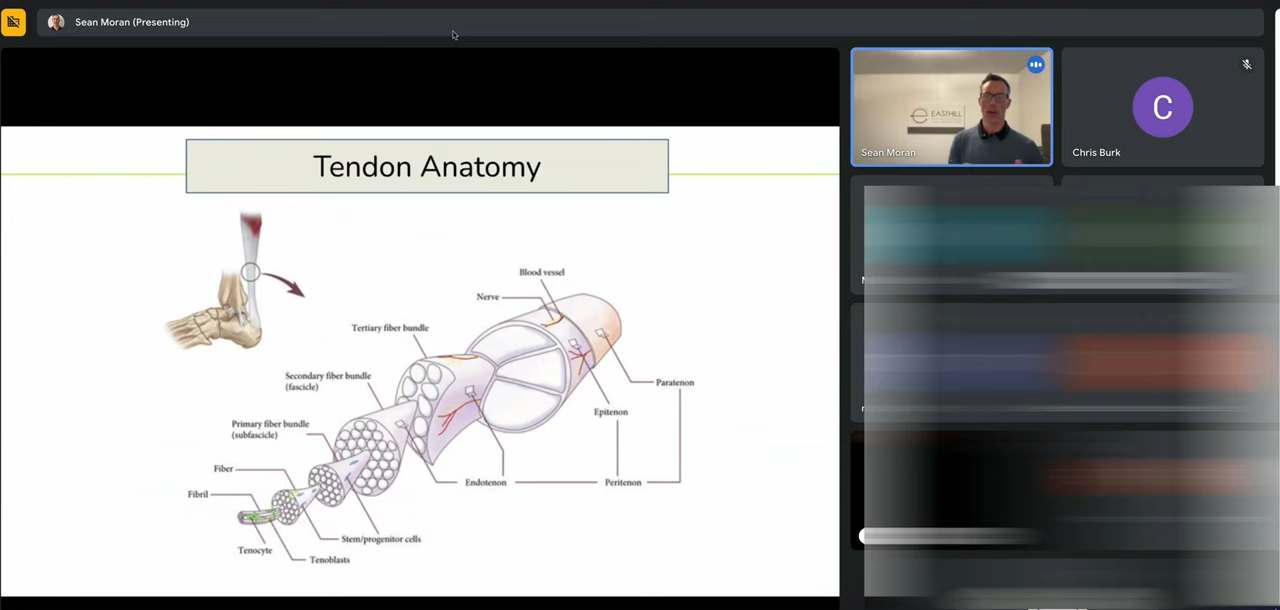 Sean Moran (Presenting)
Tendon Anatomy
Blood vessel
Nerve
Tertiary fiber bundle
Secondary fiber bundle
(fascicle)
Paratenon
Epitenon
Primary fiber bundle
(subfascicle)
Fiber
Endotenon
Peritenon
Fibril
Stem/progenitor cells
Tenocyte
Tenoblasts
EASTHILL
Sean Moran
C
Chris Burk